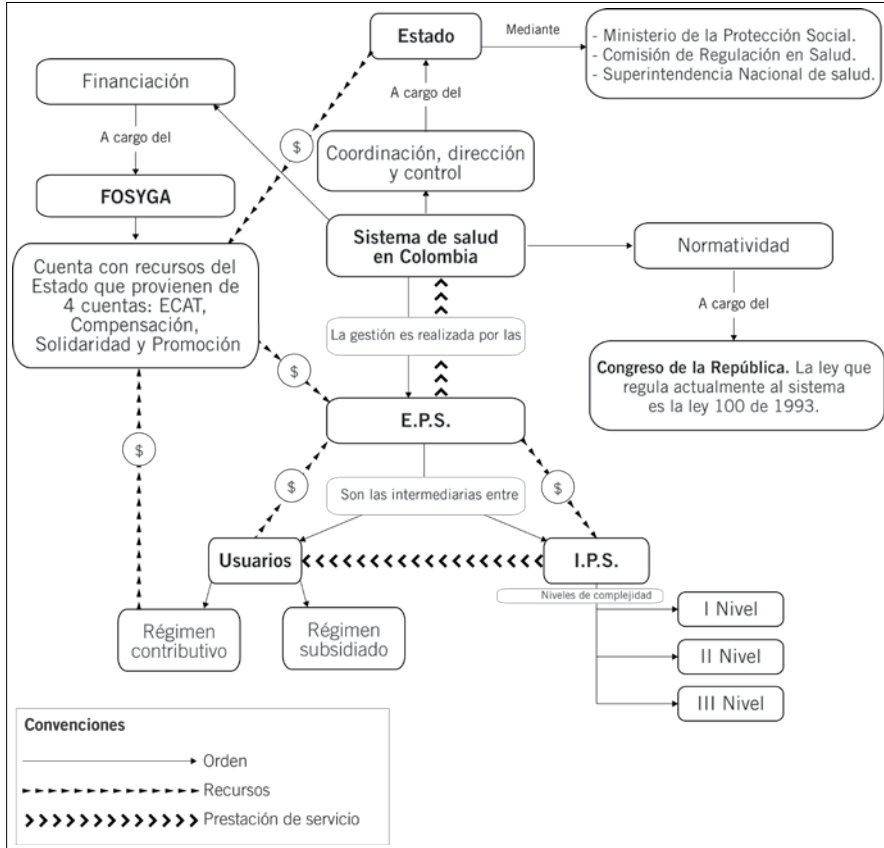 Estado
Mediante
- Ministerio de la Protección Social.
- Comisión de Regulación en Salud.
- Superintendencia Nacional de salud.
Financiación
A cargo del
A cargo del
$
Coordinación, dirección
y control
FOSYGA
Sistema de salud
en Colombia
Normatividad
Cuenta con recursos del
Estado que provienen de
4 cuentas: ECAT,
Compensación,
Solidaridad y Promoción
A cargo del
La gestión es realizada por las
$
Congreso de la República. La ley que
regula actualmente al sistema
es la ley 100 de 1993.
E.P.S.
$
$
Son las intermediarias entre
$
Usuarios
I.P.S.
Niveles de complejidad
I Nivel
Régimen
contributivo
Régimen
subsidiado
II Nivel
III Nivel
Convenciones
Orden
Recursos
Prestación de servicio